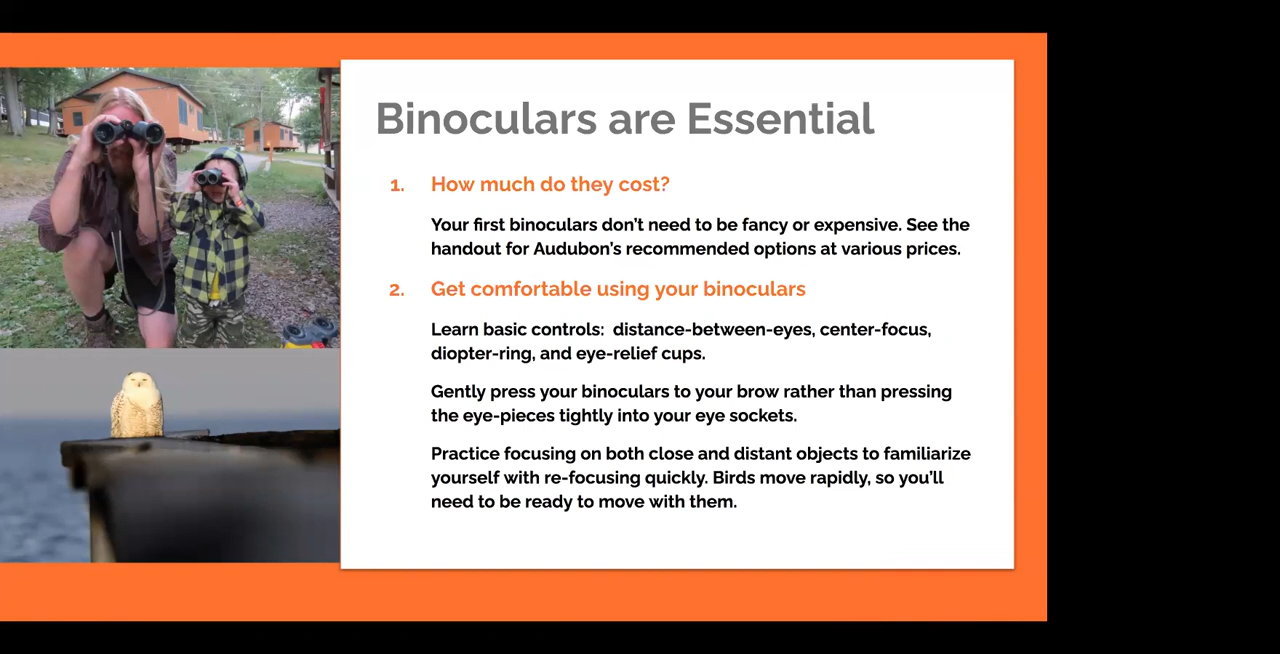 Binoculars are Essential
1. How much do they cost?
Your first binoculars don’t need to be fancy or expensive. See the
handout for Audubon’s recommended options at various prices.
2. Get comfortable using your binoculars
Learn basic controls:  distance-between-eyes, center-focus,
diopter-ring, and eye-relief cups.
Gently press your binoculars to your brow rather than pressing
the eye-pieces tightly into your eye sockets.
Practice focusing on both close and distant objects to familiarize
yourself with re-focusing quickly. Birds move rapidly, so you’ll
need to be ready to move with them.